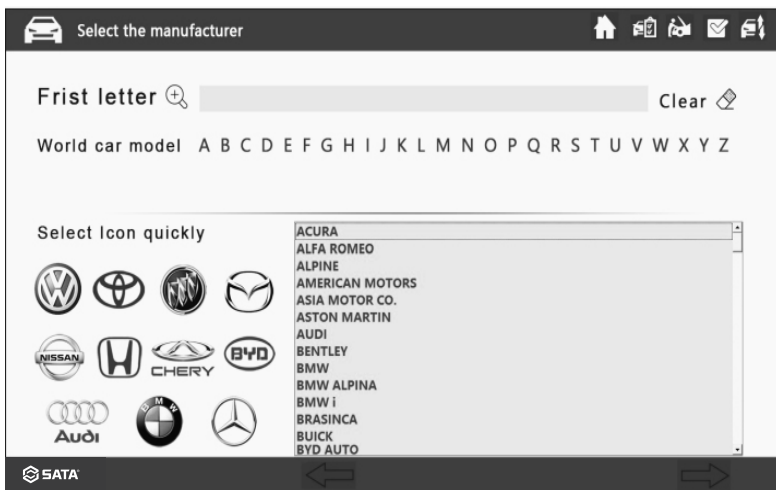 Select the manufacturer
Frist letter
Clear
World car model A B C D E F G H I J K L M N O P Q R S T U V W X Y Z
Select Icon quickly
ACURA
ALFA ROMEO
ALPINE
AMERICAN MOTORS
ASIA MOTOR CO.
ASTON MARTIN
AUDI
BENTLEY
BMW
BMW ALPINA
BMW i
BRASINCA
BUICK
BYD AUTO
NISSAN
CHERY
BYD
Audi
BMW
SATA